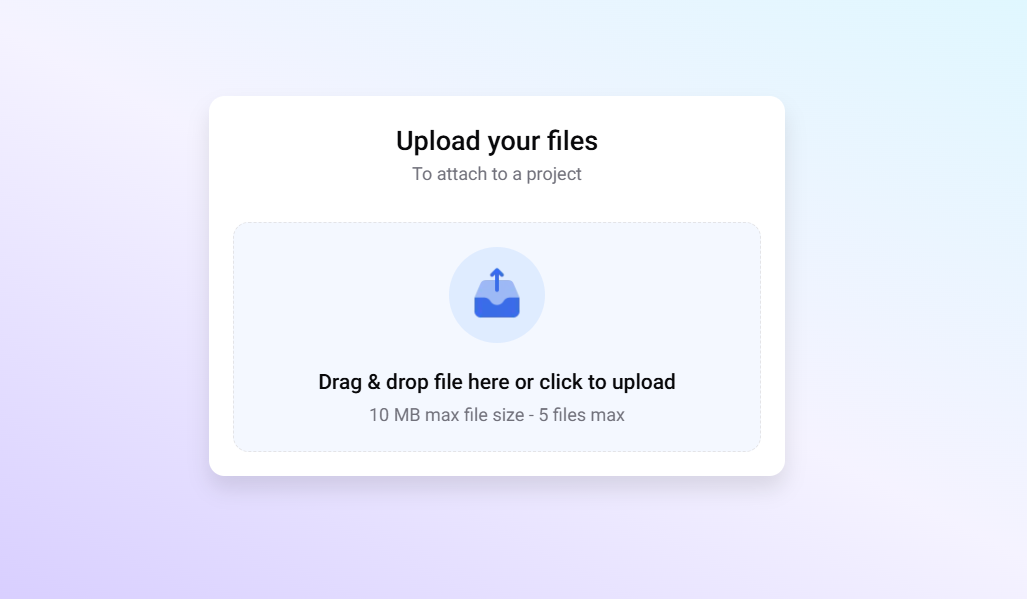 Upload your files
To attach to a project
Drag & drop file here or click to upload
10 MB max file size - 5 files max